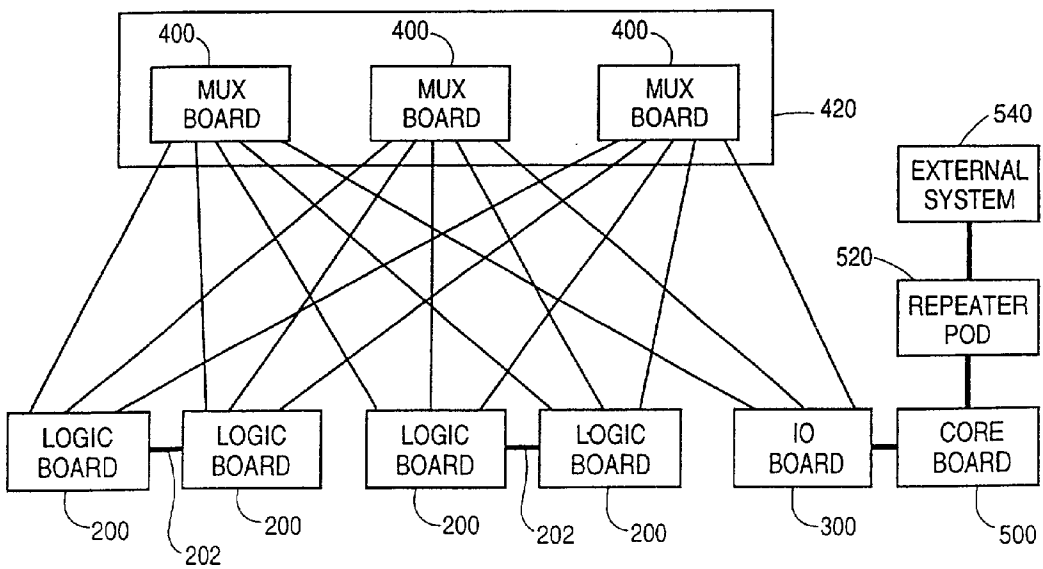 400
400
400
MUX
BOARD
MUX
BOARD
MUX
BOARD
420
540
EXTERNAL
SYSTEM
520
REPEATER
POD
LOGIC
BOARD
LOGIC
BOARD
LOGIC
BOARD
LOGIC
BOARD
IO
BOARD
CORE
BOARD
200
202
200
200
202
200
300
500